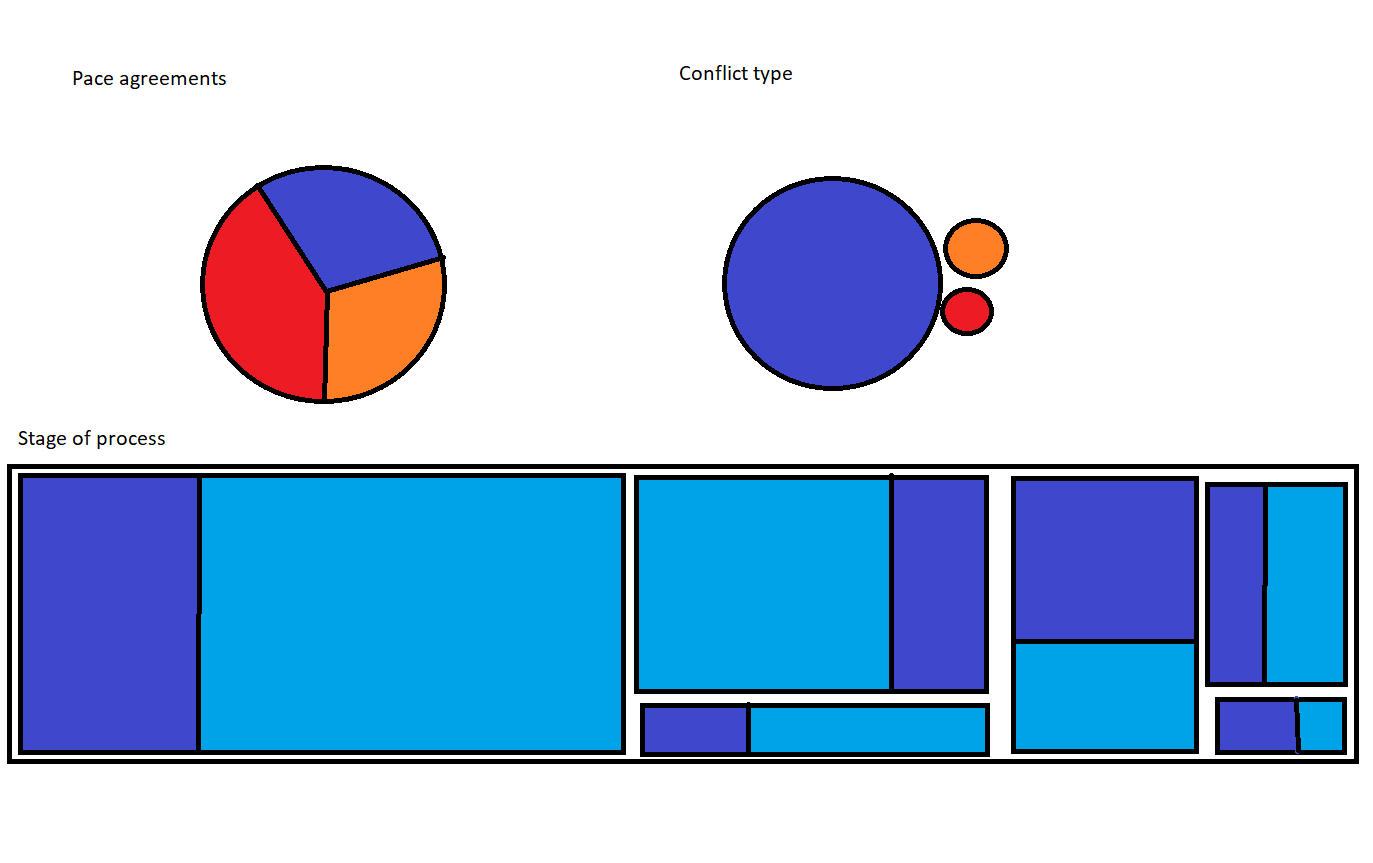 Pace agreements
Conflict type
Stage of process